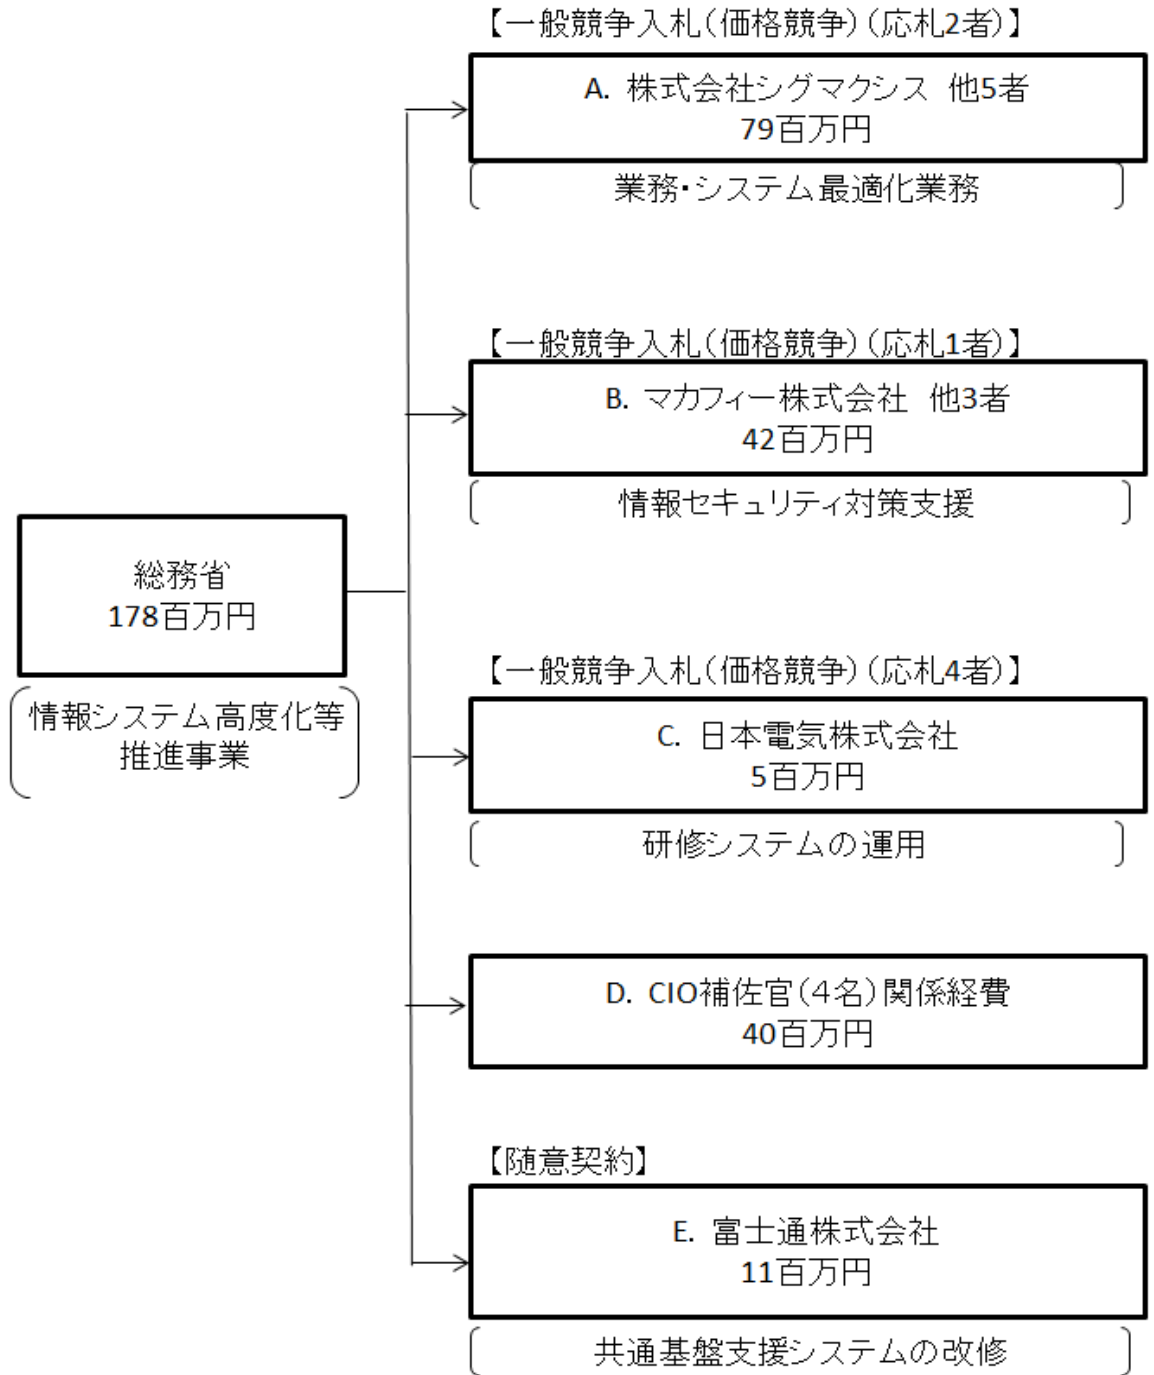 【一般競争入札（価格競争）（応札2者）】
A. 株式会社シグマクシス 他5者
79百万円
業務・システム最適化業務
【一般競争入札（価格競争）（応札1者）】
B. マカフィー株式会社 他3者
42百万円
情報セキュリティ対策支援
総務省
178百万円
情報システム高度化等
推進事業
【一般競争入札（価格競争）（応札4者）】
C. 日本電気株式会社
5百万円
研修システムの運用
D. CIO補佐官（４名）関係経費
40百万円
【随意契約】
E. 富士通株式会社
11百万円
共通基盤支援システムの改修